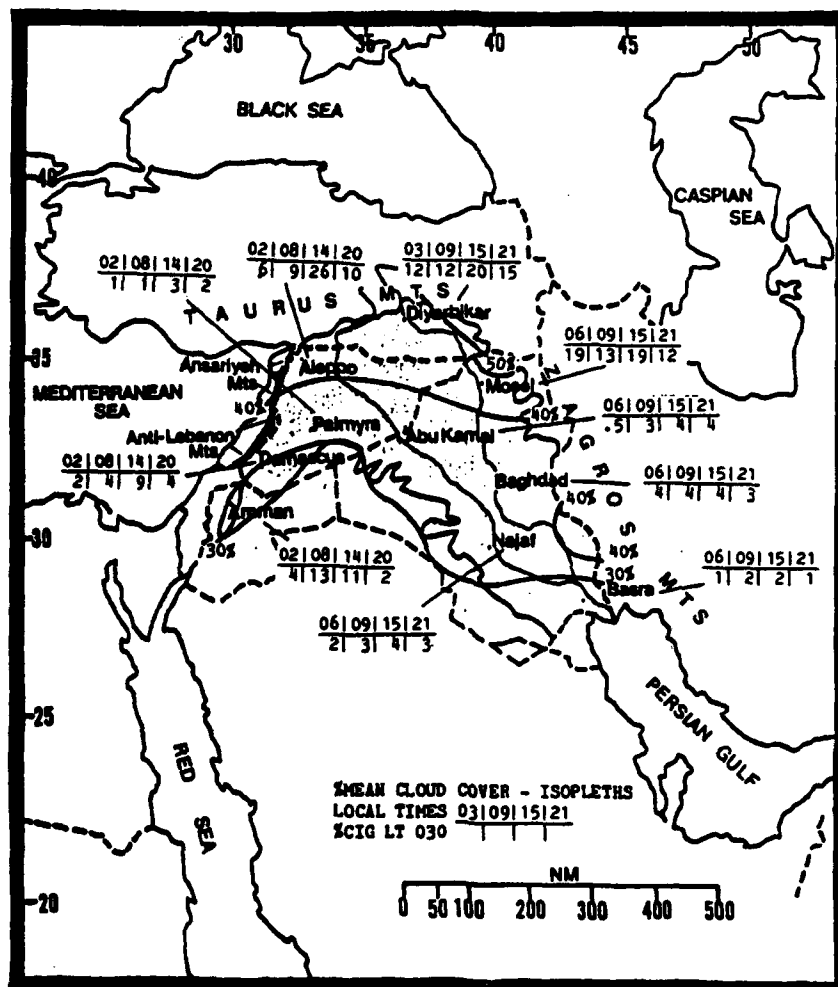 30 35 40 45 50
BLACK SEA
40
CASPIAN
SEA
02|08|14|20
1| 1| 3| 2
02|08|14|20
6| 9|26|10
03|09|15|21
12|12|20|15
TAURUS MTS
Diyarbikar
06|09|15|21
19|13|19|12
35
Ansariyeh
Mts
Aleppo
50%
Mosel
MEDITERRANEAN
SEA
40%
40%
06|09|15|21
.5| 3| 4| 4
Palmyra
Abu Kamal
Anti-Lebanon
Mts
Damascus
ZAGROS MTS
02|08|14|20
2| 4| 9| 4
Baghdad
40%
06|09|15|21
4| 4| 4| 3
Amman
30
30%
Najaf
40%
30%
02|08|14|20
4|13|11| 2
06|09|15|21
1| 2| 2| 1
Basra
06|09|15|21
2| 3| 4| 3
25
PERSIAN GULF
RED
SEA
%MEAN CLOUD COVER - ISOPLETHS
LOCAL TIMES 03|09|15|21
%CIG LT 030
20
NM
0 50 100 200 300 400 500